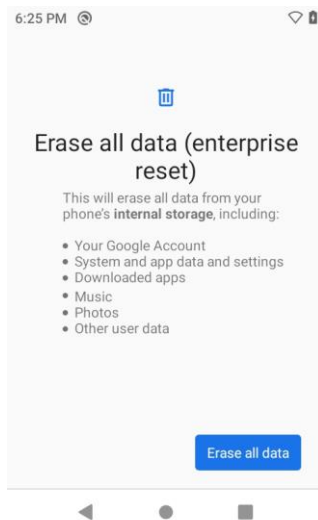 6:25 PM
Erase all data (enterprise
reset)
This will erase all data from your
phone's internal storage, including:
• Your Google Account
• System and app data and settings
• Downloaded apps
• Music
• Photos
• Other user data
Erase all data